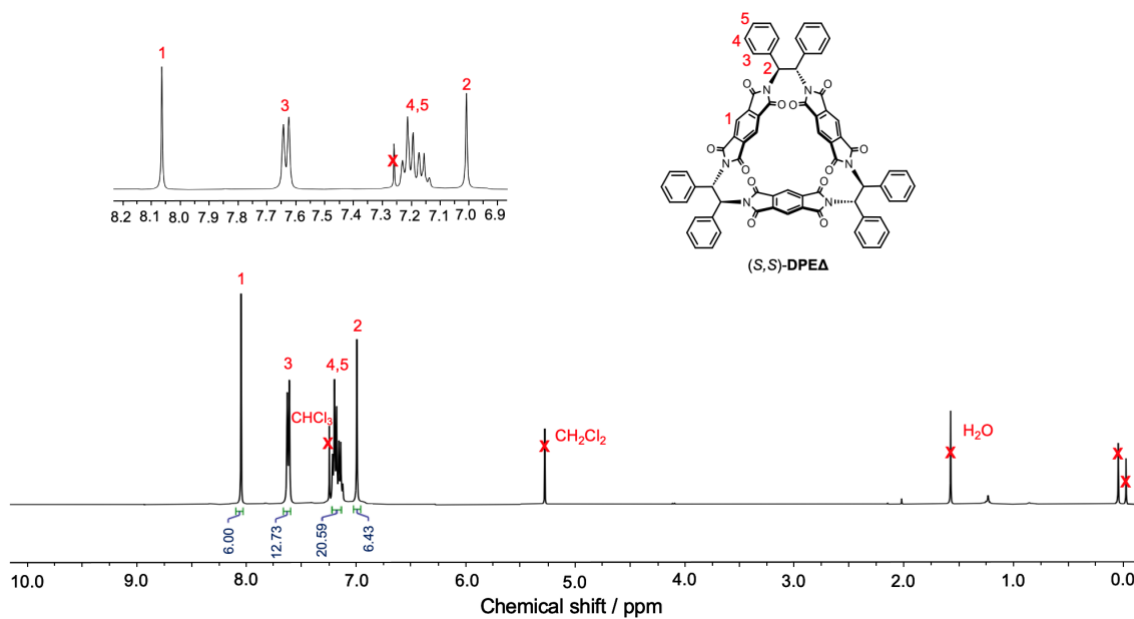 1
3
4,5
2
x
8.2 8.1 8.0 7.9 7.8 7.7 7.6 7.5 7.4 7.3 7.2 7.1 7.0 6.9
5
4
3
2
1
N
N
N
N
N
N
O
O
O
O
O
O
O
O
O
O
O
O
(S,S)-DPEΔ
1
3
4,5
2
CHCl3
x
CH2Cl2
x
H2O
x
x
x
6.00
12.73
20.59
6.43
10.0 9.0 8.0 7.0 6.0 5.0 4.0 3.0 2.0 1.0 0.0
Chemical shift / ppm